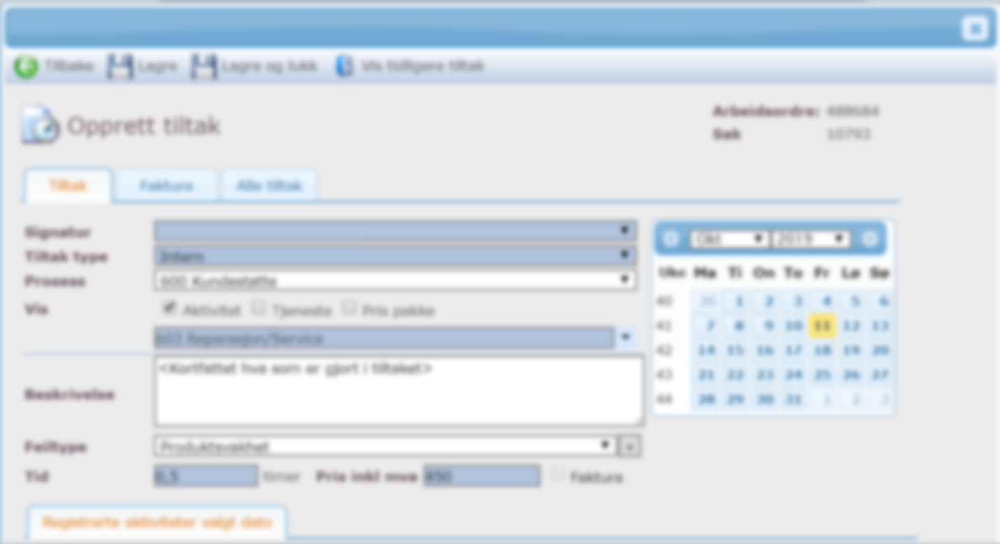 Tilbake Lagre Lagre og lukk Vis tidligere tiltak
Opprett tiltak
Arbeidsordre: 488684
Sak 10793
Tiltak Faktura Alle tiltak
Signatur
Tiltak type Intern
Prosess 600 Kundestøtte
Vis Aktivitet Tjeneste Pris pakke
603 Reparasjon/Service
Beskrivelse <Kortfattet hva som er gjort i tiltaket>
Feiltype Produktsvakhet
Tid 0,5 timer Pris inkl mva 450 Faktura
Registrerte aktiviteter valgt dato
Okt 2019
Uke Ma Ti On To Fr Lø Sø
40 30 1 2 3 4 5 6
41 7 8 9 10 11 12 13
42 14 15 16 17 18 19 20
43 21 22 23 24 25 26 27
44 28 29 30 31 1 2 3